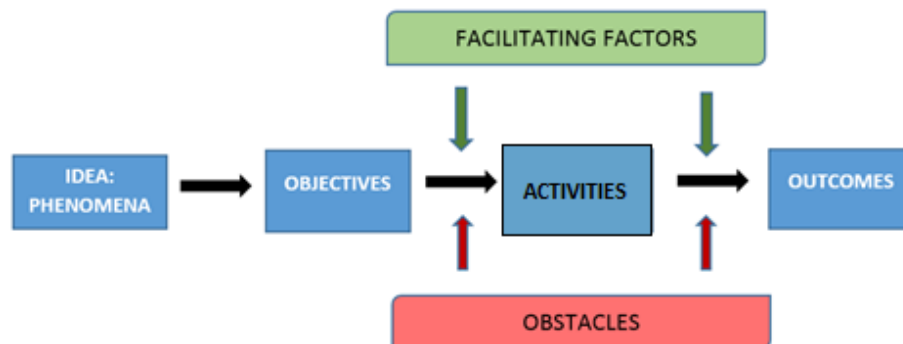 FACILITATING FACTORS
IDEA:
PHENOMENA
OBJECTIVES
ACTIVITIES
OUTCOMES
OBSTACLES